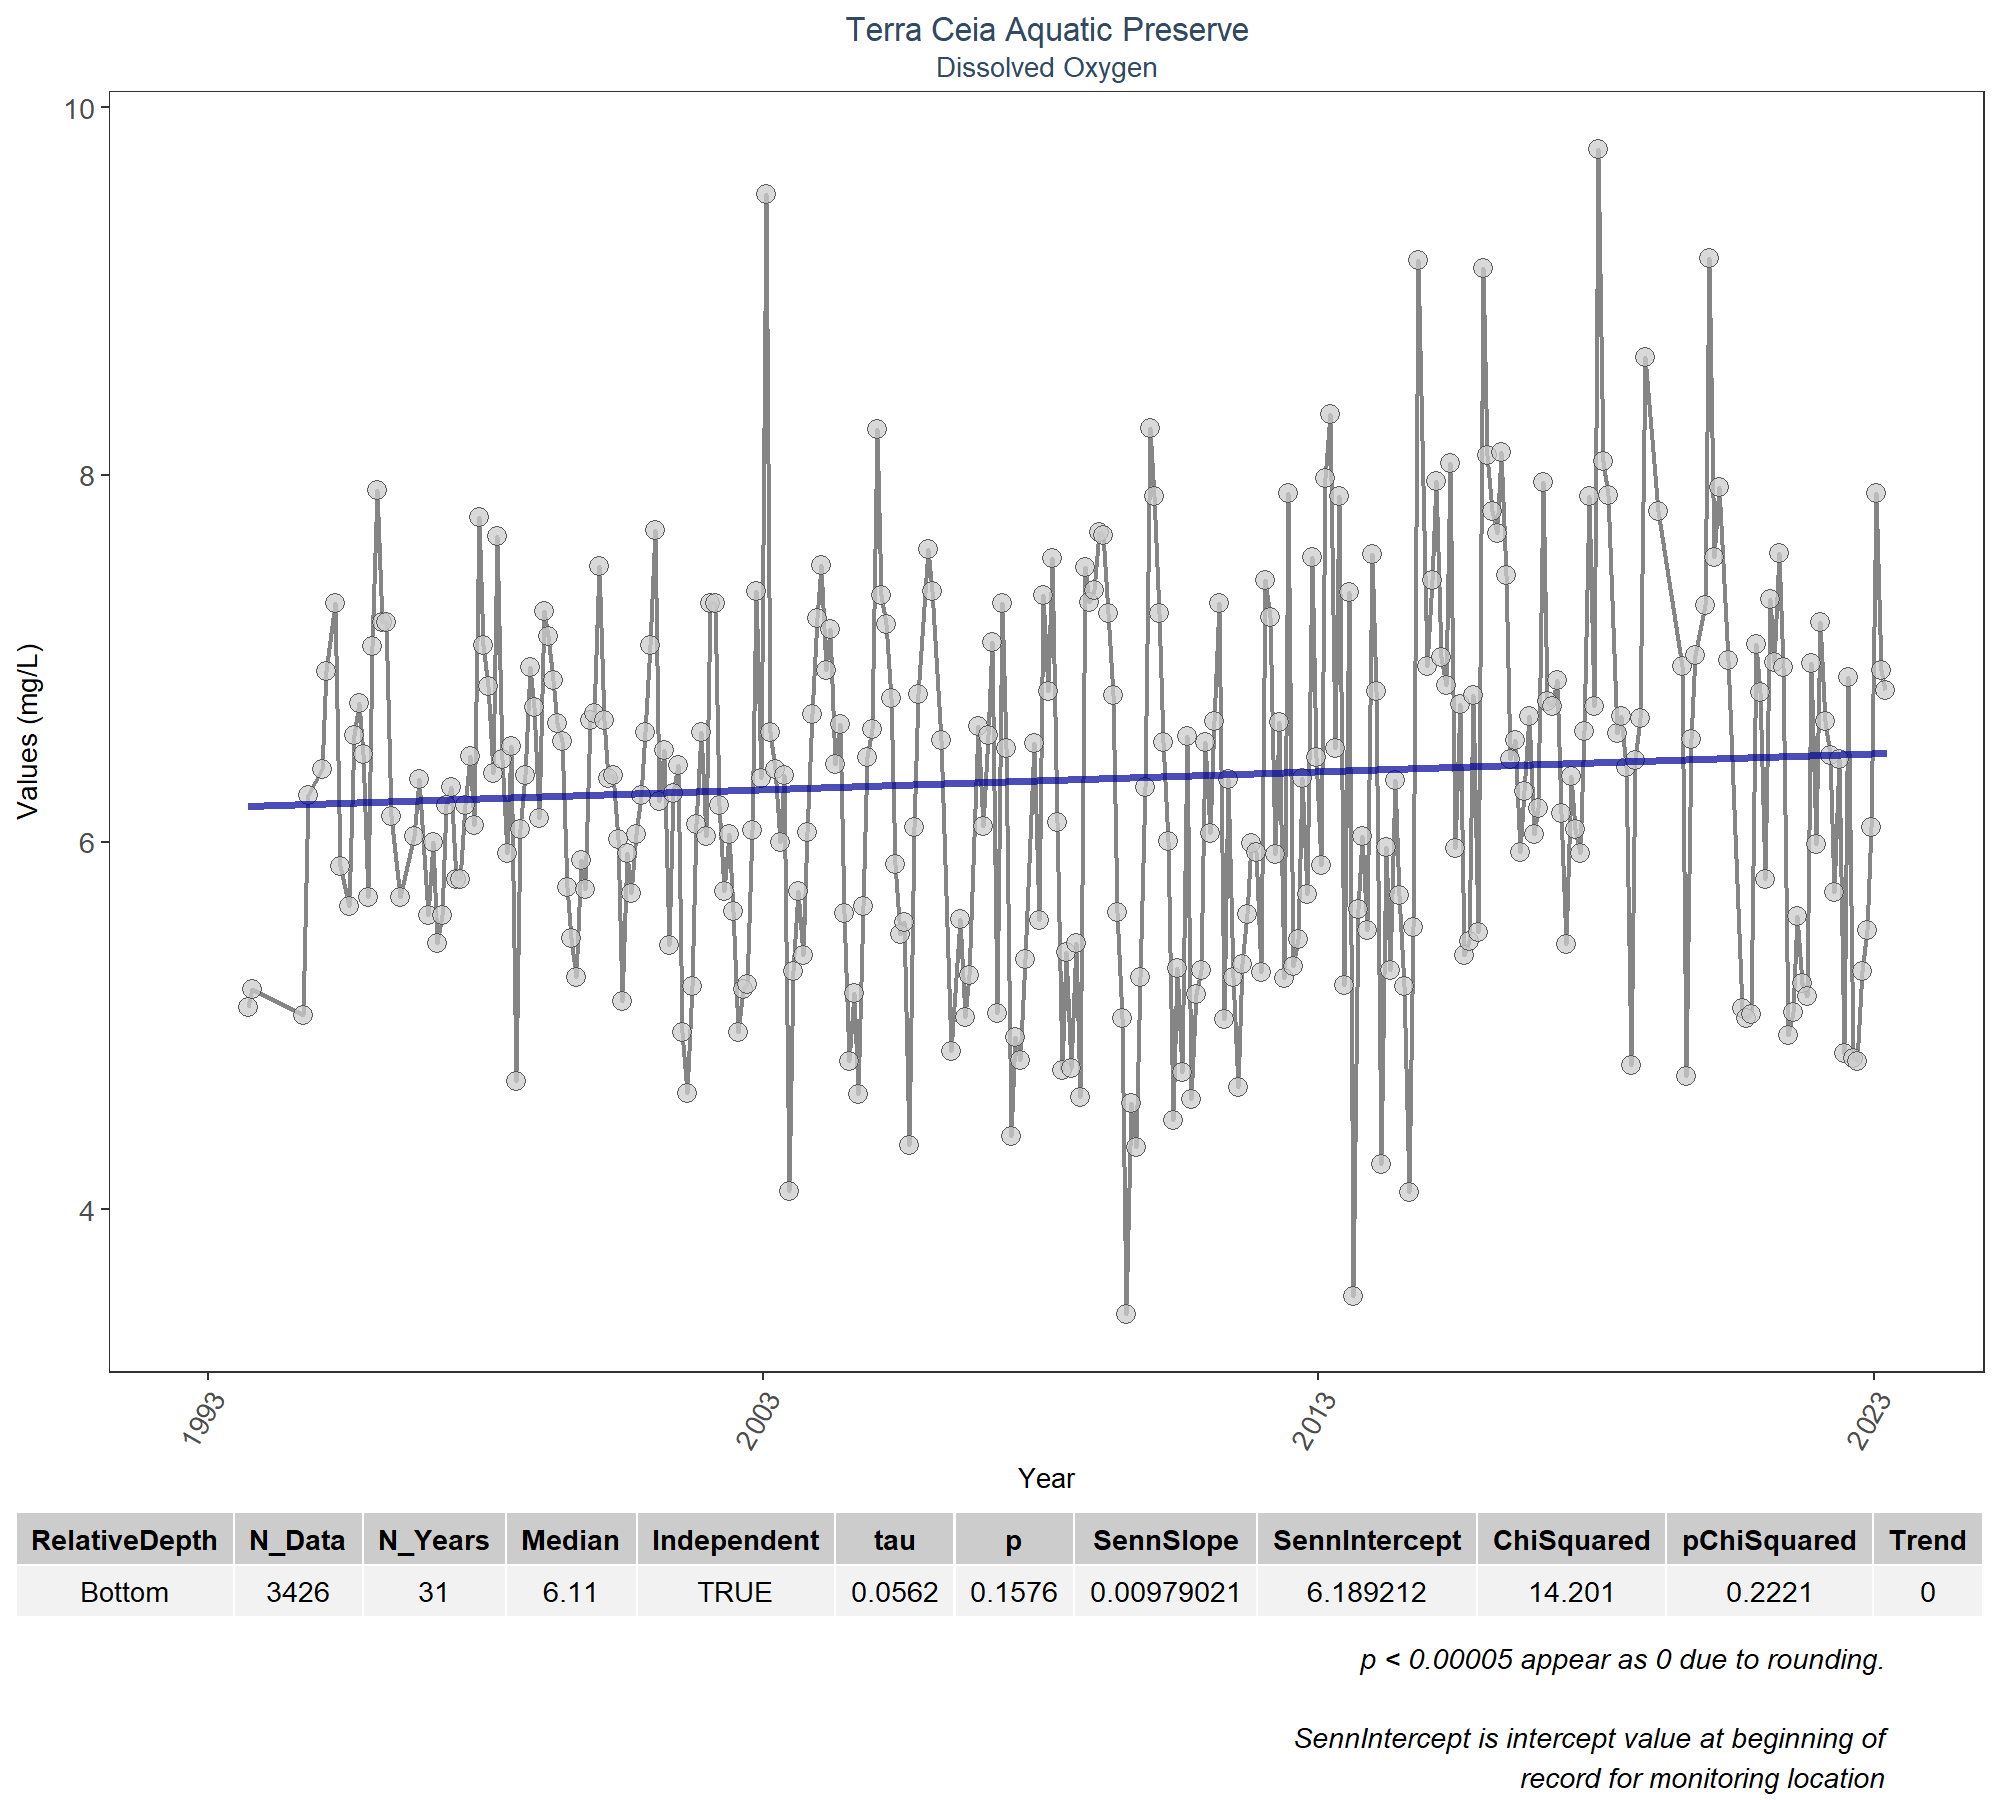 Terra Ceia Aquatic Preserve
Dissolved Oxygen
10
8
6
4
Values (mg/L)
1993
2003
2013
2023
Year
RelativeDepth N_Data N_Years Median Independent tau p SennSlope SennIntercept ChiSquared pChiSquared Trend
Bottom 3426 31 6.11 TRUE 0.0562 0.1576 0.00979021 6.189212 14.201 0.2221 0
p < 0.00005 appear as 0 due to rounding.
SennIntercept is intercept value at beginning of
record for monitoring location